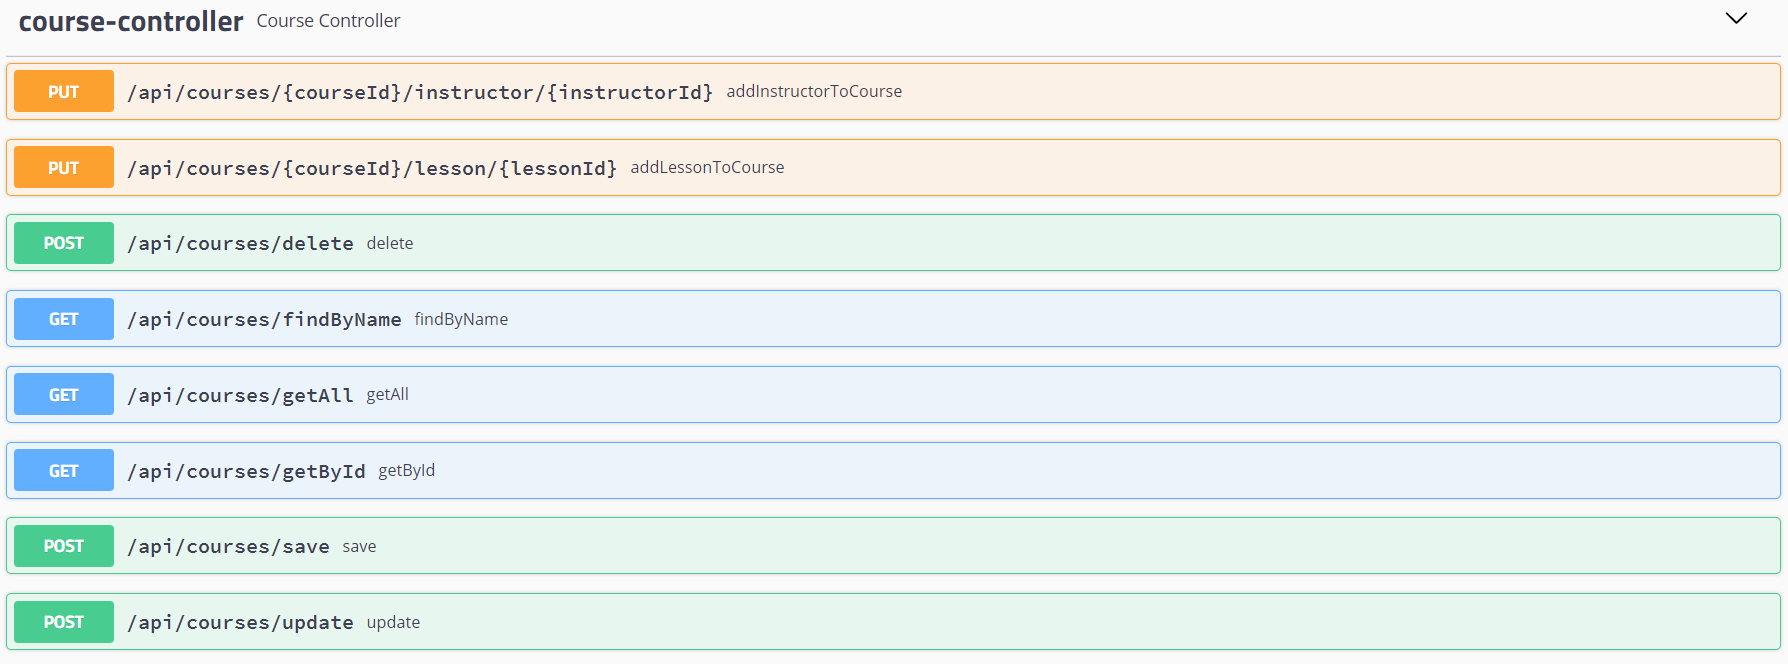 course-controller Course Controller
PUT /api/courses/{courseId}/instructor/{instructorId} addInstructorToCourse
PUT /api/courses/{courseId}/lesson/{lessonId} addLessonToCourse
POST /api/courses/delete delete
GET /api/courses/findByName findByName
GET /api/courses/getAll getAll
GET /api/courses/getById getById
POST /api/courses/save save
POST /api/courses/update update